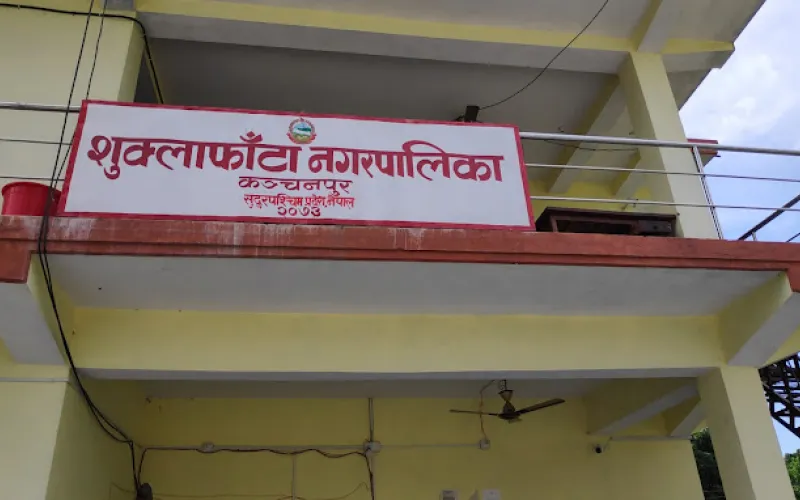 शुक्लाफाँटा नगरपालिका
कञ्चनपुर
सुदुरपश्चिम प्रदेश, नेपाल
२०७३